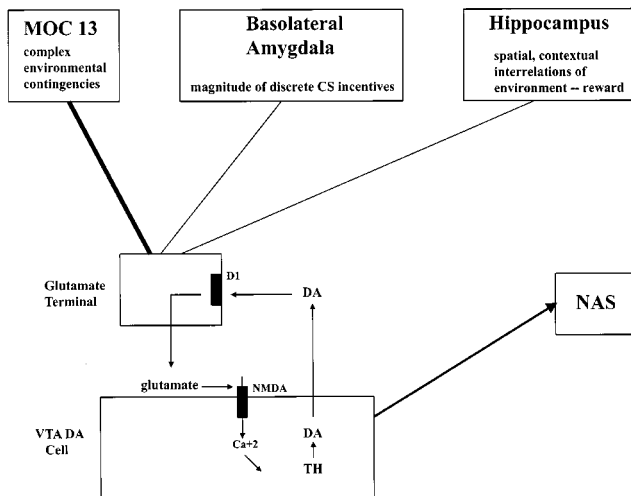 MOC 13
complex
environmental
contingencies
Basolateral
Amygdala
magnitude of discrete CS incentives
Hippocampus
spatial, contextual
interrelations of
environment -- reward
Glutamate
Terminal
D1
DA
NAS
glutamate
NMDA
VTA DA
Cell
Ca+2
DA
TH